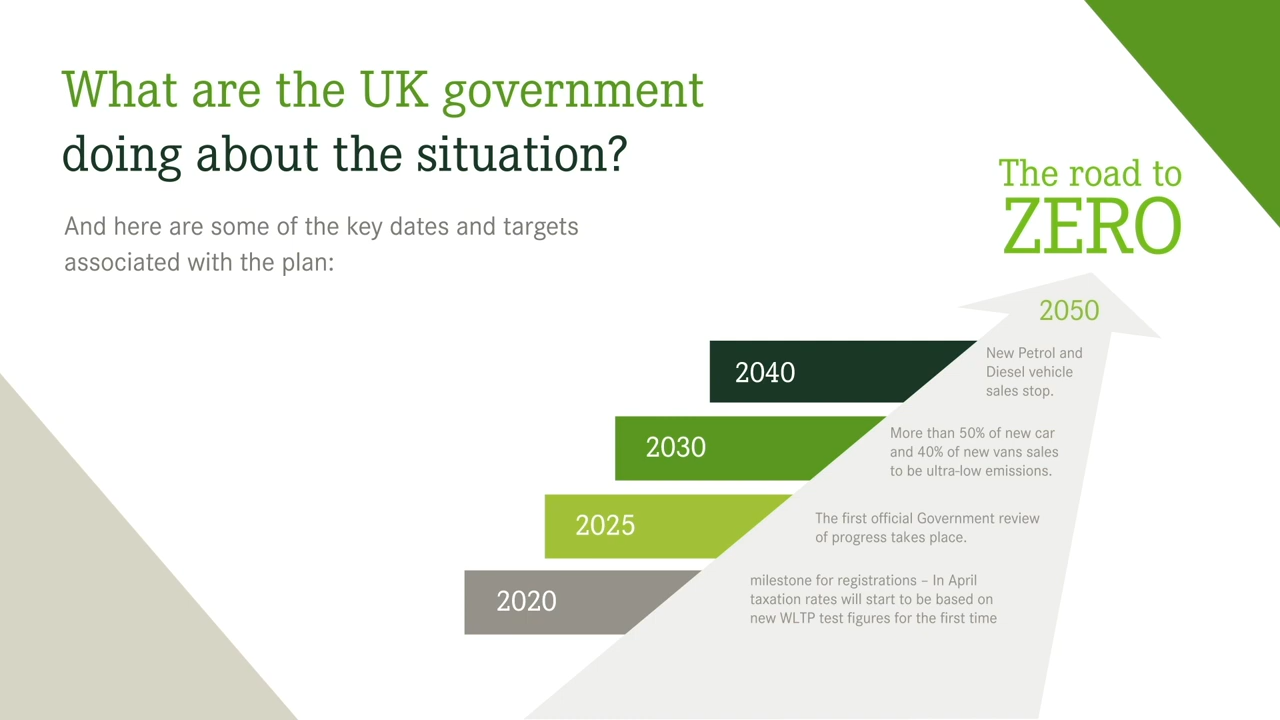 What are the UK government
doing about the situation?
And here are some of the key dates and targets
associated with the plan:
The road to
ZERO
2050
2040
New Petrol and
Diesel vehicle
sales stop.
2030
More than 50% of new car
and 40% of new vans sales
to be ultra-low emissions.
2025
The first official Government review
of progress takes place.
2020
milestone for registrations – In April
taxation rates will start to be based on
new WLTP test figures for the first time